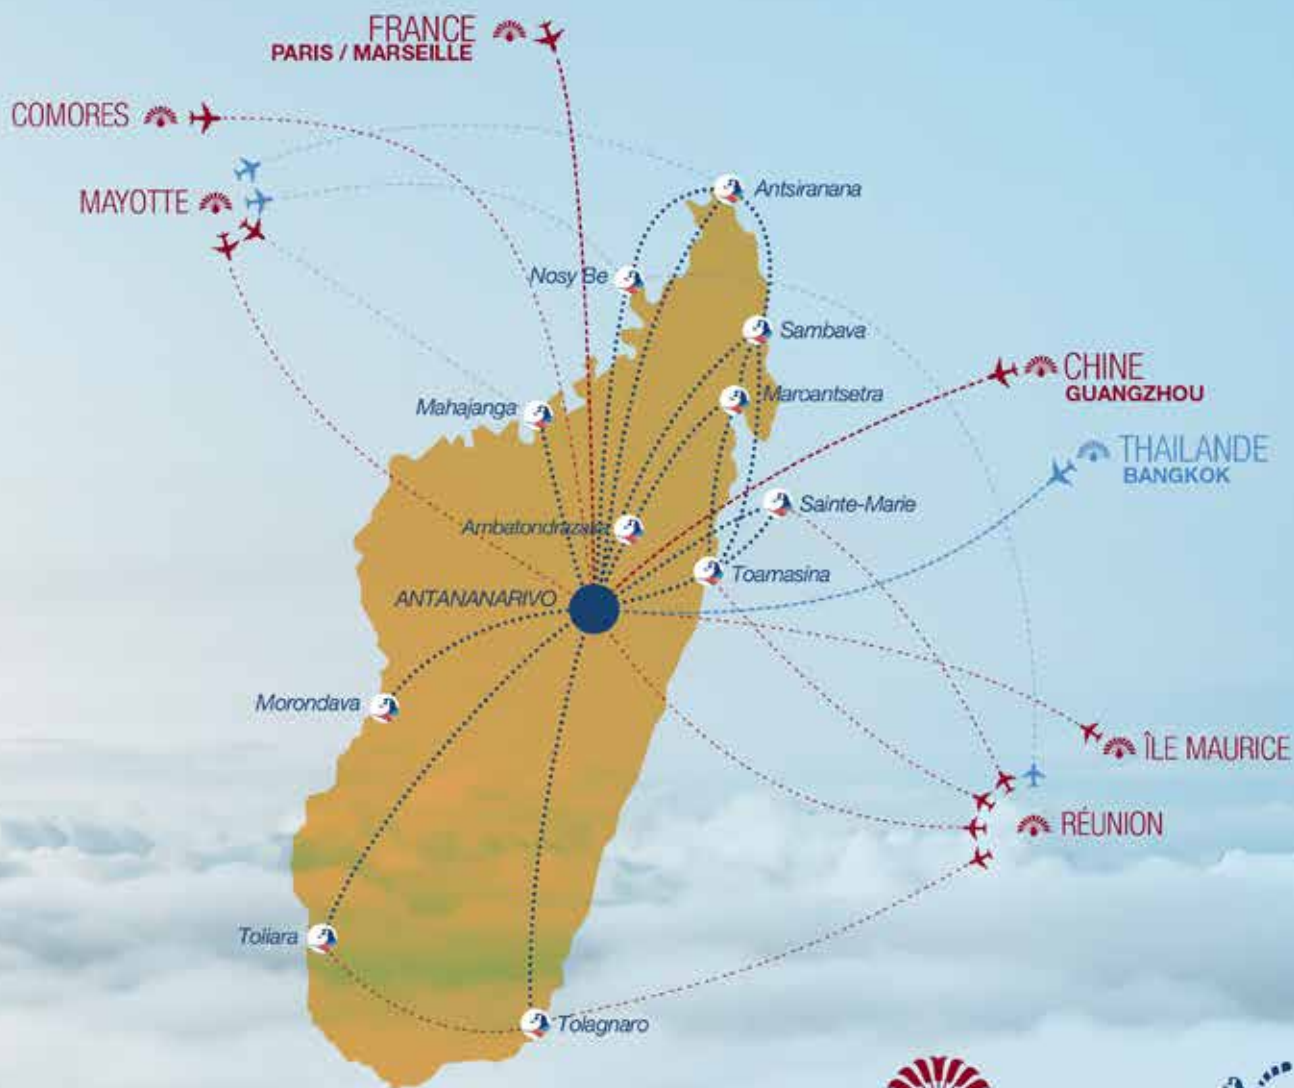 FRANCE
PARIS / MARSEILLE
COMORES
MAYOTTE
Antsiranana
Nosy Be
Sambava
CHINE
GUANGZHOU
Maroantsetra
Mahajanga
THAILANDE
BANGKOK
Sainte-Marie
Ambatondrazaka
Toamasina
ANTANANARIVO
Morondava
ÎLE MAURICE
RÉUNION
Toliara
Tolagnaro